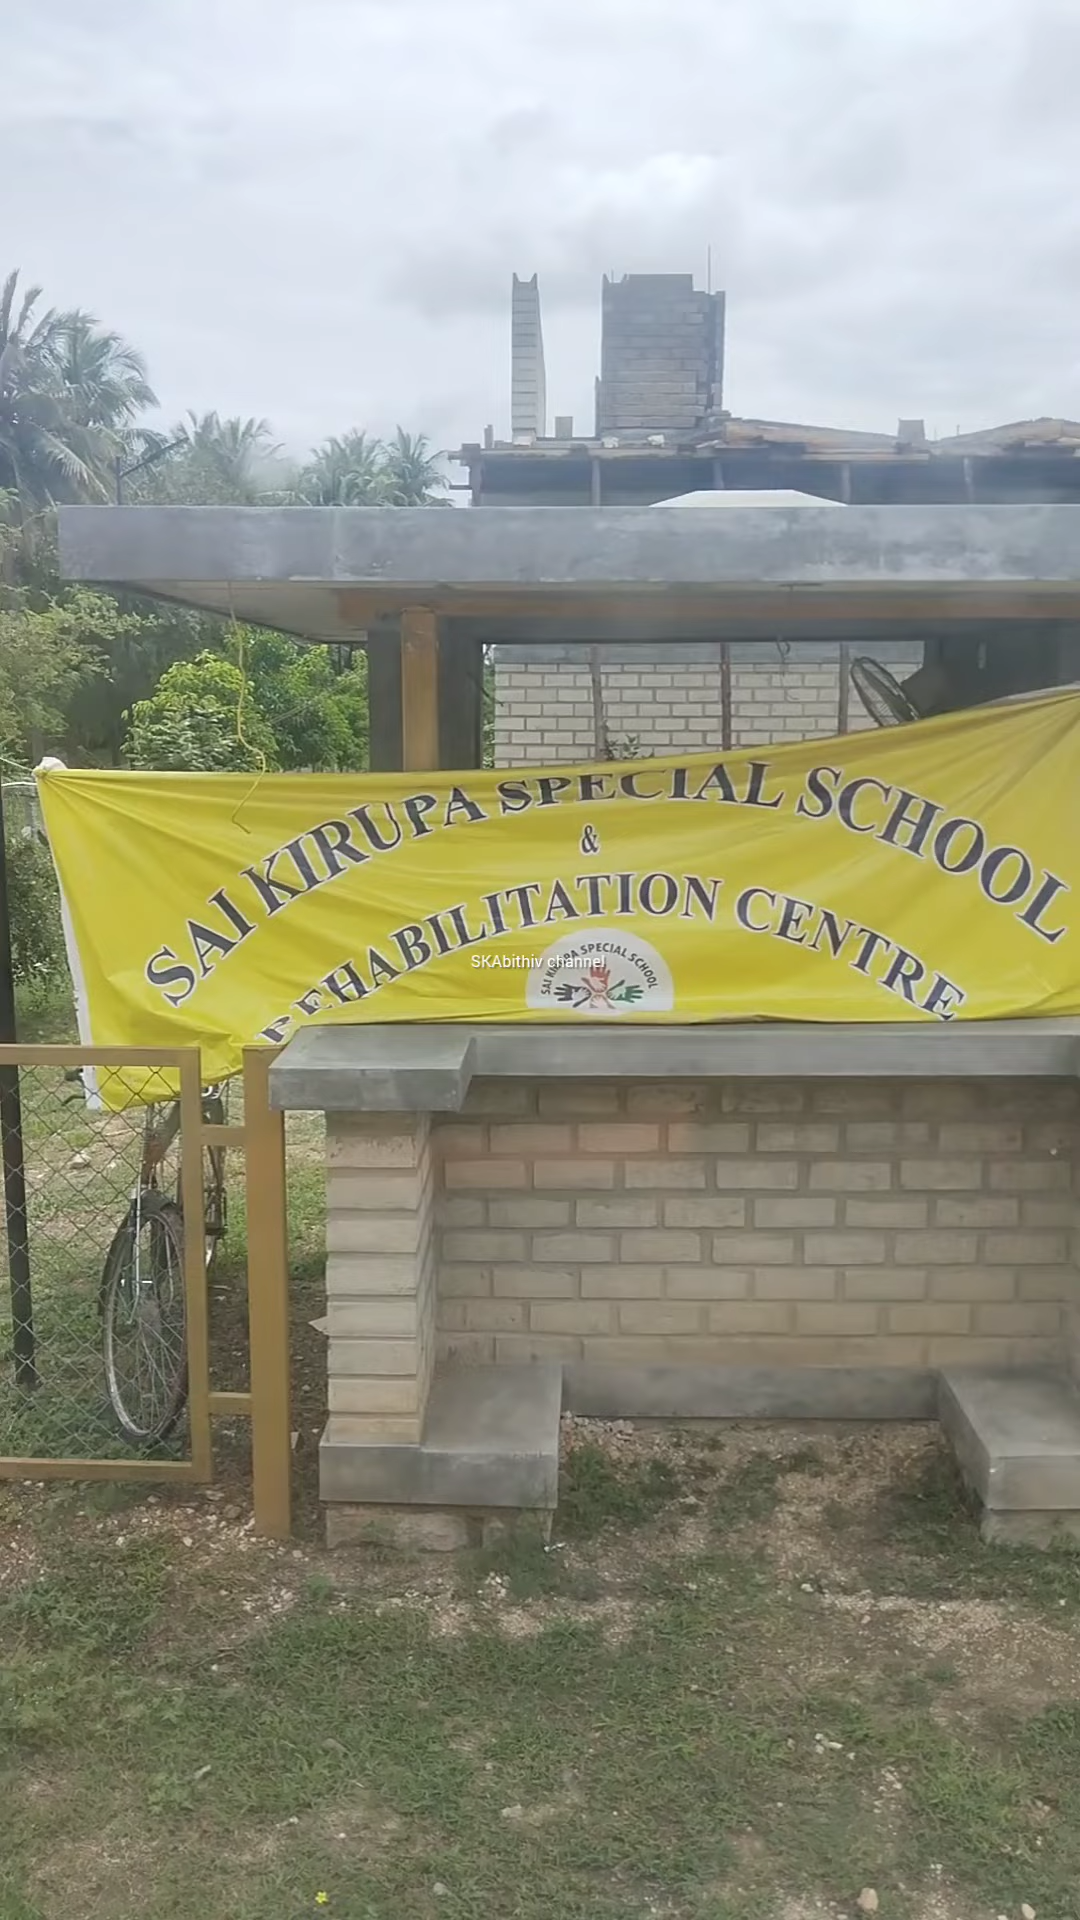 SAI KIRUPA SPECIAL SCHOOL
&
REHABILITATION CENTRE
SAI KIRUPA SPECIAL SCHOOL
SKAbithiv channel